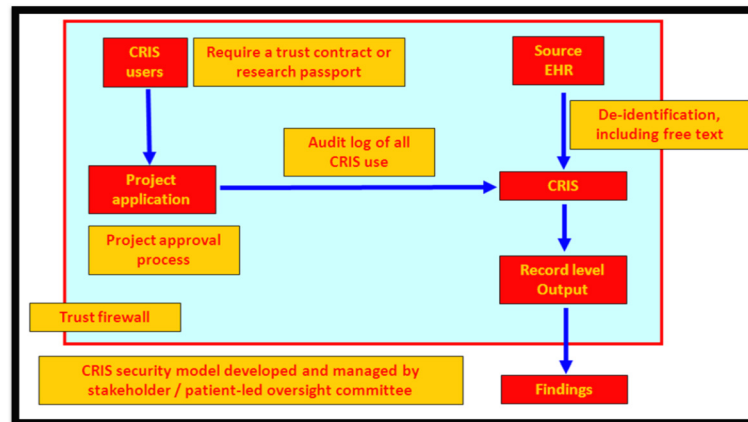 CRIS
users
Require a trust contract or
research passport
Source
EHR
De-identification,
including free text
Audit log of all
CRIS use
Project
application
CRIS
Project approval
process
Record level
Output
Trust firewall
CRIS security model developed and managed by
stakeholder / patient-led oversight committee
Findings